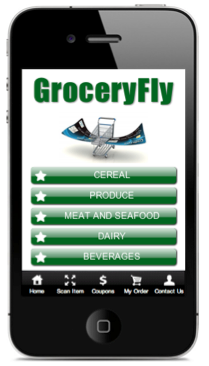 GroceryFly
CEREAL
PRODUCE
MEAT AND SEAFOOD
DAIRY
BEVERAGES
Home Scan Item Coupons My Order Contact Us